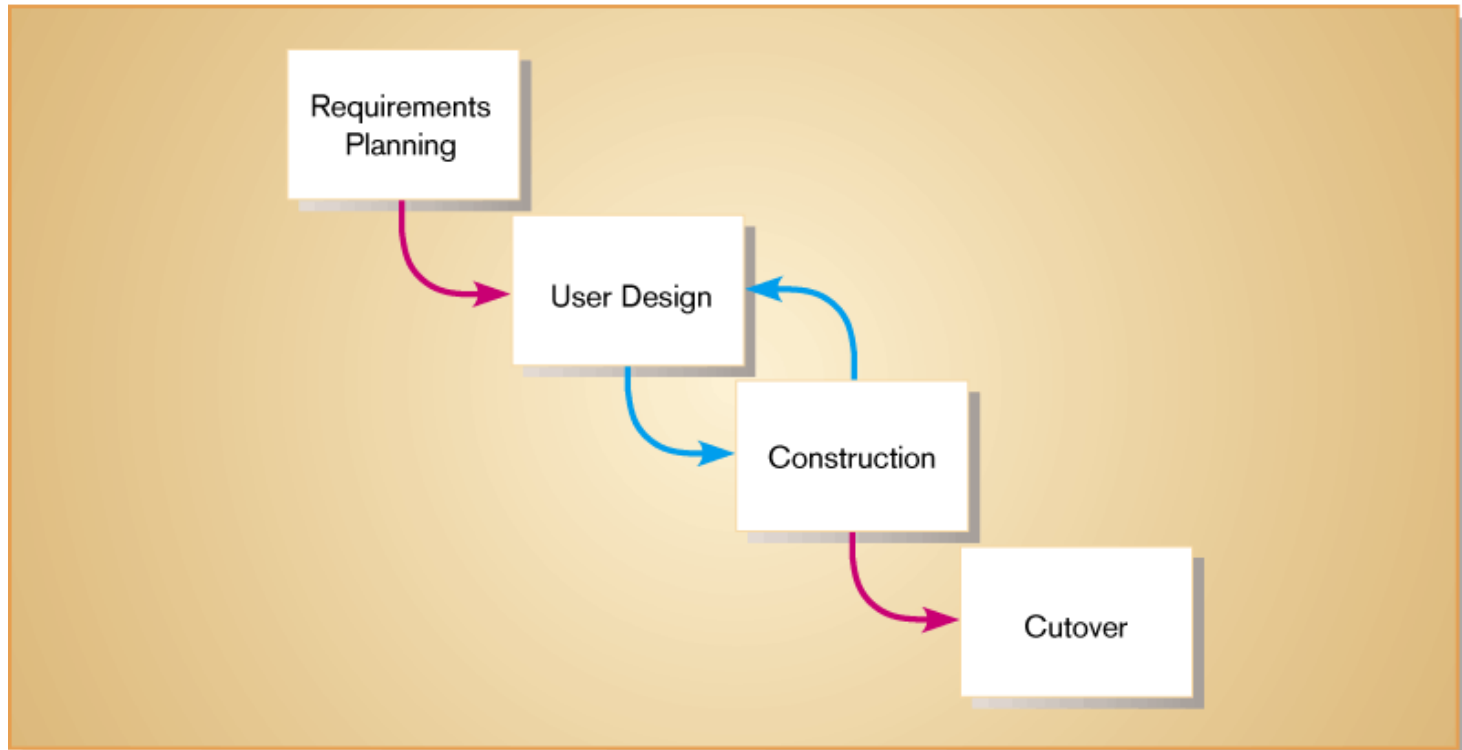 Requirements
Planning
User Design
Construction
Cutover